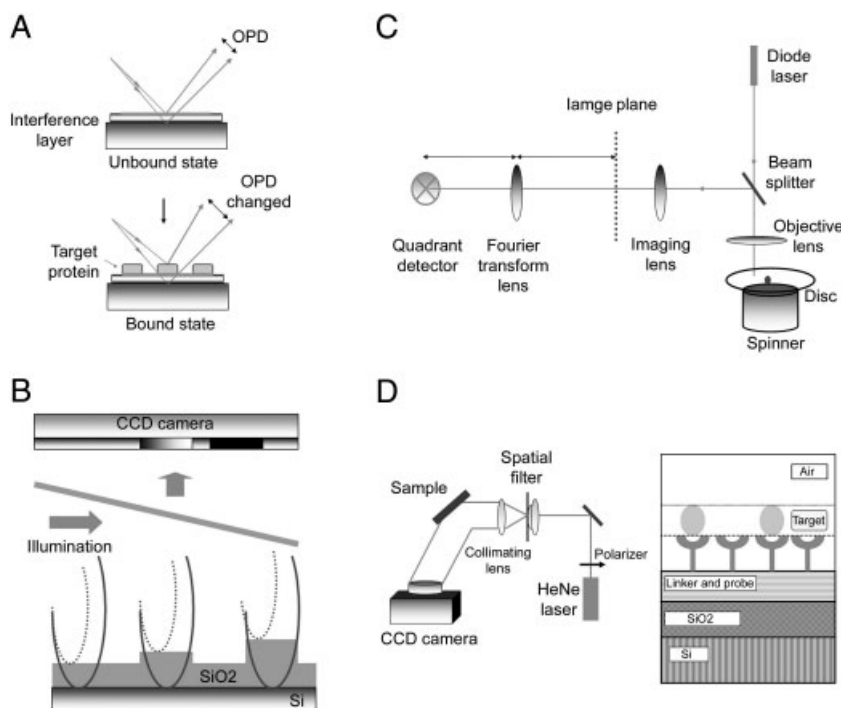 A
OPD
Interference
layer
Unbound state
OPD
changed
Target
protein
Bound state
B
CCD camera
Illumination
SiO2
Si
C
Diode
laser
Iamge plane
Beam
splitter
Objective
lens
Quadrant
detector
Fourier
transform
lens
Imaging
lens
Disc
Spinner
D
Spatial
filter
Sample
Collimating
lens
Polarizer
HeNe
laser
CCD camera
Air
Target
Linker and probe
SiO2
Si